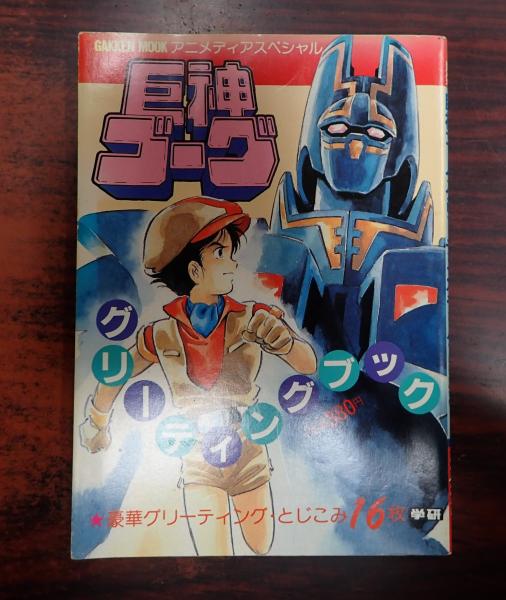 GAKKEN MOOK アニメディアスペシャル
巨神
ゴーグ
グリーティングブック
★豪華グリーティング・とじこみ16枚 学研